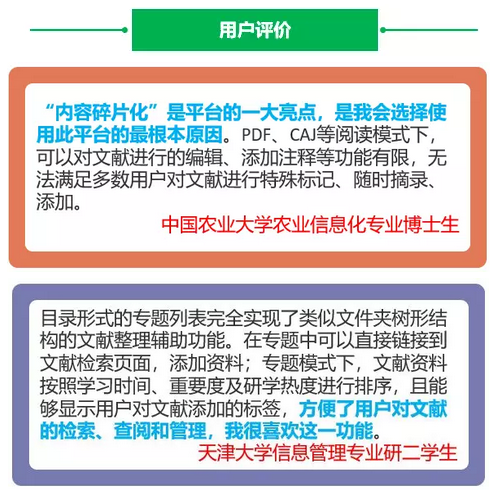 用户评价
“内容碎片化”是平台的一大亮点，是我会选择使
用此平台的最根本原因。PDF、CAJ等阅读模式下，
可以对文献进行的编辑、添加注释等功能有限，无
法满足多数用户对文献进行特殊标记、随时摘录、
添加。
中国农业大学农业信息化专业博士生
目录形式的专题列表完全实现了类似文件夹树形结
构的文献整理辅助功能。在专题中可以直接链接到
文献检索页面，添加资料；专题模式下，文献资料
按照学习时间、重要度及研学热度进行排序，且能
够显示用户对文献添加的标签，方便了用户对文献
的检索、查阅和管理，我很喜欢这一功能。
天津大学信息管理专业研二学生